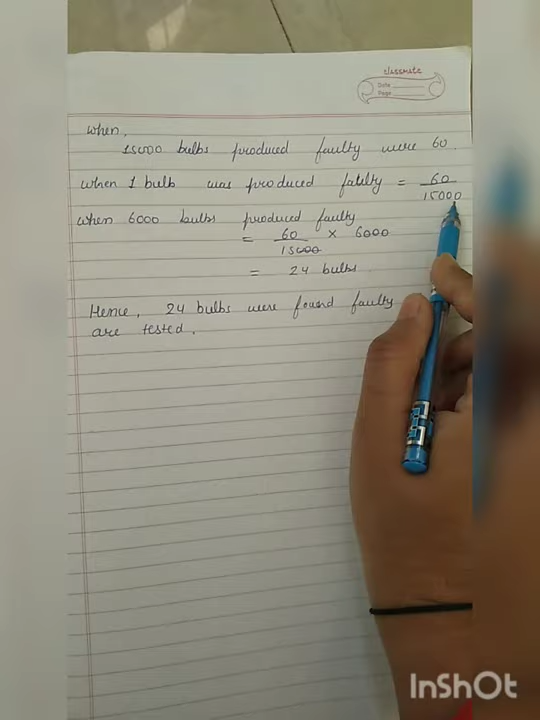 classmate
Date
Page
when,
15000 bulbs produced faulty were 60.
when 1 bulb was produced fatelty = 60/15000
when 6000 bulbs produced faulty
= 60/15000 × 6000
= 24 bulbs.
Hence, 24 bulbs were found faulty
are tested.
InShOt